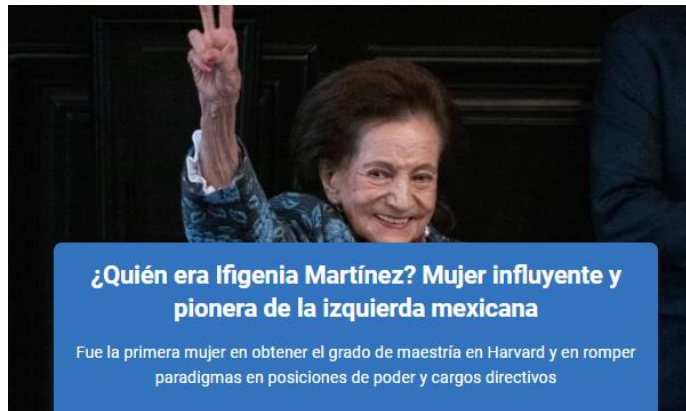 ¿Quién era Ifigenia Martínez? Mujer influyente y
pionera de la izquierda mexicana
Fue la primera mujer en obtener el grado de maestría en Harvard y en romper
paradigmas en posiciones de poder y cargos directivos